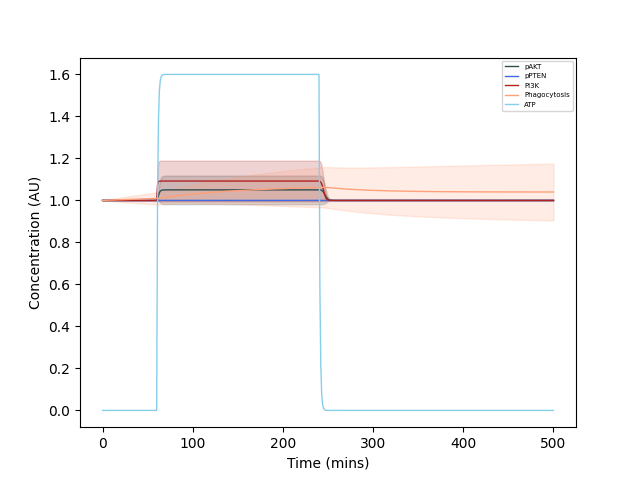 pAKT
pPTEN
PI3K
Phagocytosis
ATP
1.6
1.4
1.2
1.0
0.8
0.6
0.4
0.2
0.0
Concentration (AU)
0 100 200 300 400 500
Time (mins)